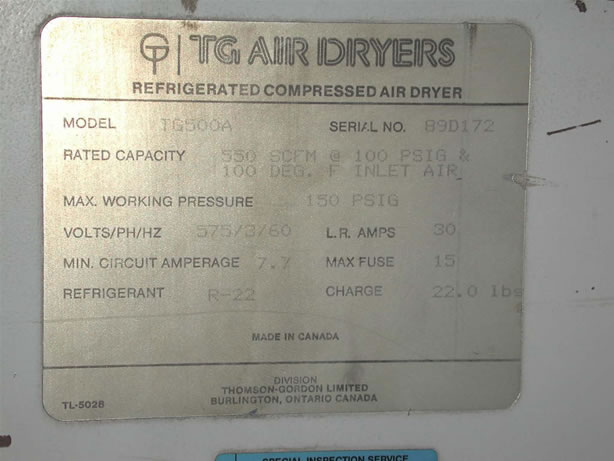 TG AIR DRYERS
REFRIGERATED COMPRESSED AIR DRYER
MODEL TG500A SERIAL NO. 89D172
RATED CAPACITY 550 SCFM @ 100 PSIG &
100 DEG. F INLET AIR
MAX. WORKING PRESSURE 150 PSIG
VOLTS/PH/HZ 575/3/60 L.R. AMPS 30
MIN. CIRCUIT AMPERAGE 7.7 MAX FUSE 15
REFRIGERANT R-22 CHARGE 22.0 lbs
MADE IN CANADA
DIVISION
THOMSON-GORDON LIMITED
BURLINGTON, ONTARIO CANADA
TL-502B
SPECIAL INSPECTION SERVICE